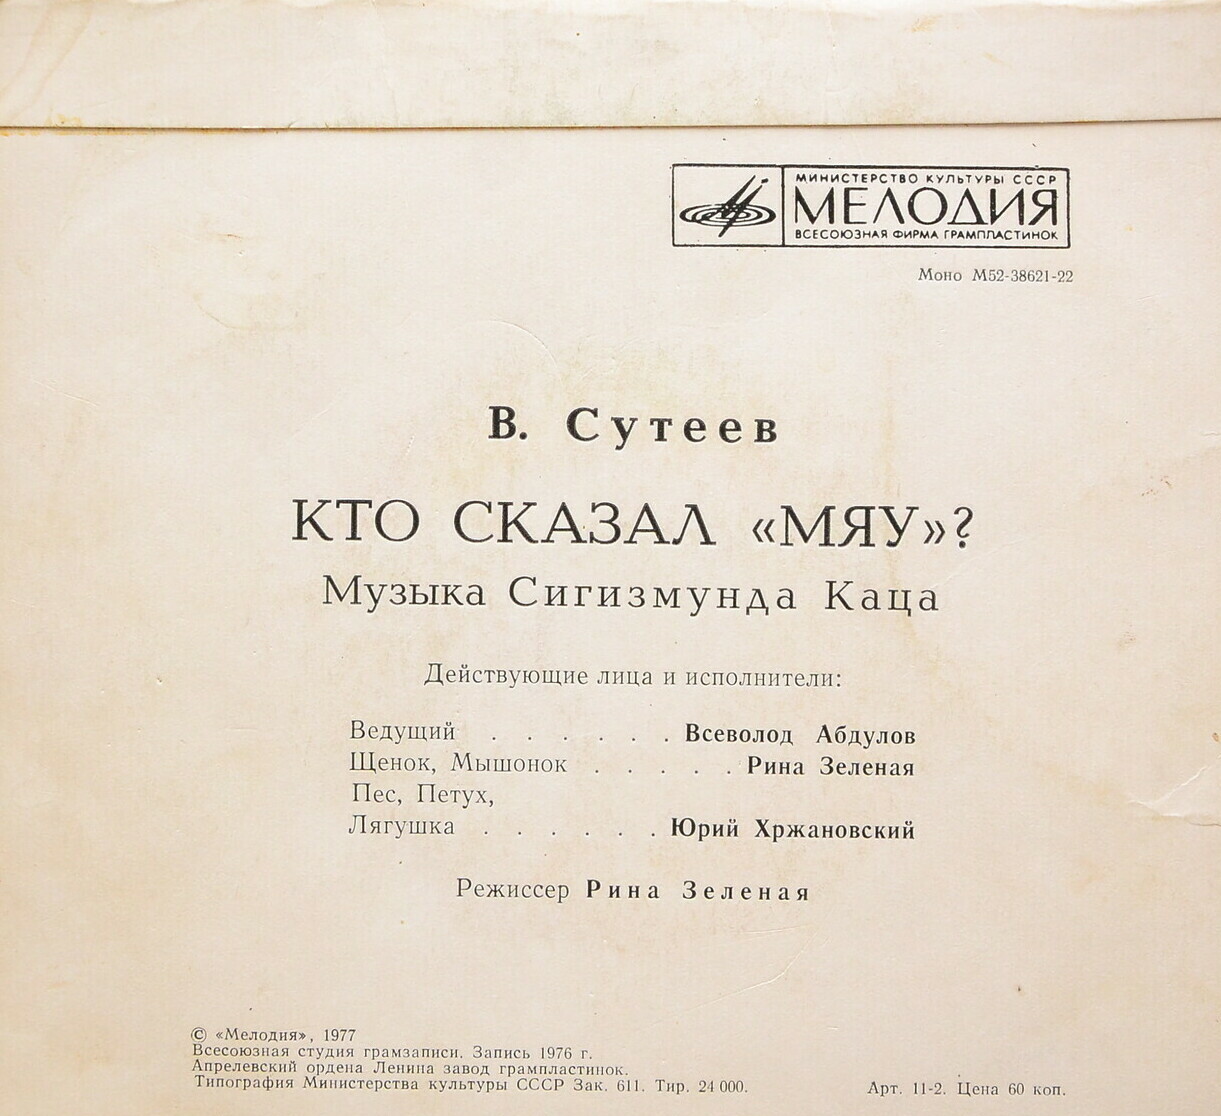 МИНИСТЕРСТВО КУЛЬТУРЫ СССР
МЕЛОДИЯ
ВСЕСОЮЗНАЯ ФИРМА ГРАМПЛАСТИНОК
Моно М52-38621-22
В. Сутеев
КТО СКАЗАЛ «МЯУ»?
Музыка Сигизмунда Каца
Действующие лица и исполнители:
Ведущий . . . . . . Всеволод Абдулов
Щенок, Мышонок . . . . . Рина Зеленая
Пес, Петух,
Лягушка . . . . . . Юрий Хржановский
Режиссер Рина Зеленая
© «Мелодия», 1977
Всесоюзная студия грамзаписи. Запись 1976 г.
Апрелевский ордена Ленина завод грампластинок.
Типография Министерства культуры СССР Зак. 611. Тир. 24 000.
Арт. 11-2. Цена 60 коп.